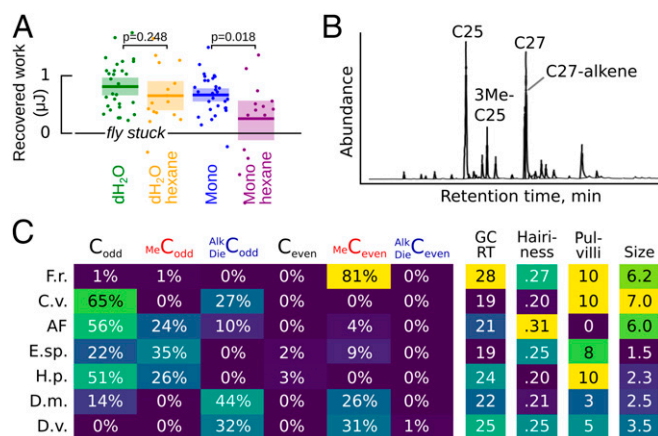 A
p=0.248 p=0.018
Recovered work
(µJ)
1
0
fly stuck
dH2O
dH2O
hexane
Mono
Mono
hexane
B
Abundance
C25
C27
C27-alkene
3Me-
C25
Retention time, min
C
Codd MeCodd Alk Die Codd Ceven MeCeven Alk Die Ceven GC RT Hairi-ness Pul-villi Size
F.r. 1% 1% 0% 0% 81% 0% 28 .27 10 6.2
C.v. 65% 0% 27% 0% 0% 0% 19 .20 10 7.0
AF 56% 24% 10% 0% 4% 0% 21 .31 0 6.0
E.sp. 22% 35% 0% 2% 9% 0% 19 .25 8 1.5
H.p. 51% 26% 0% 3% 0% 0% 24 .20 10 2.3
D.m. 14% 0% 44% 0% 26% 0% 22 .21 3 2.5
D.v. 0% 0% 32% 0% 31% 1% 25 .25 5 3.5